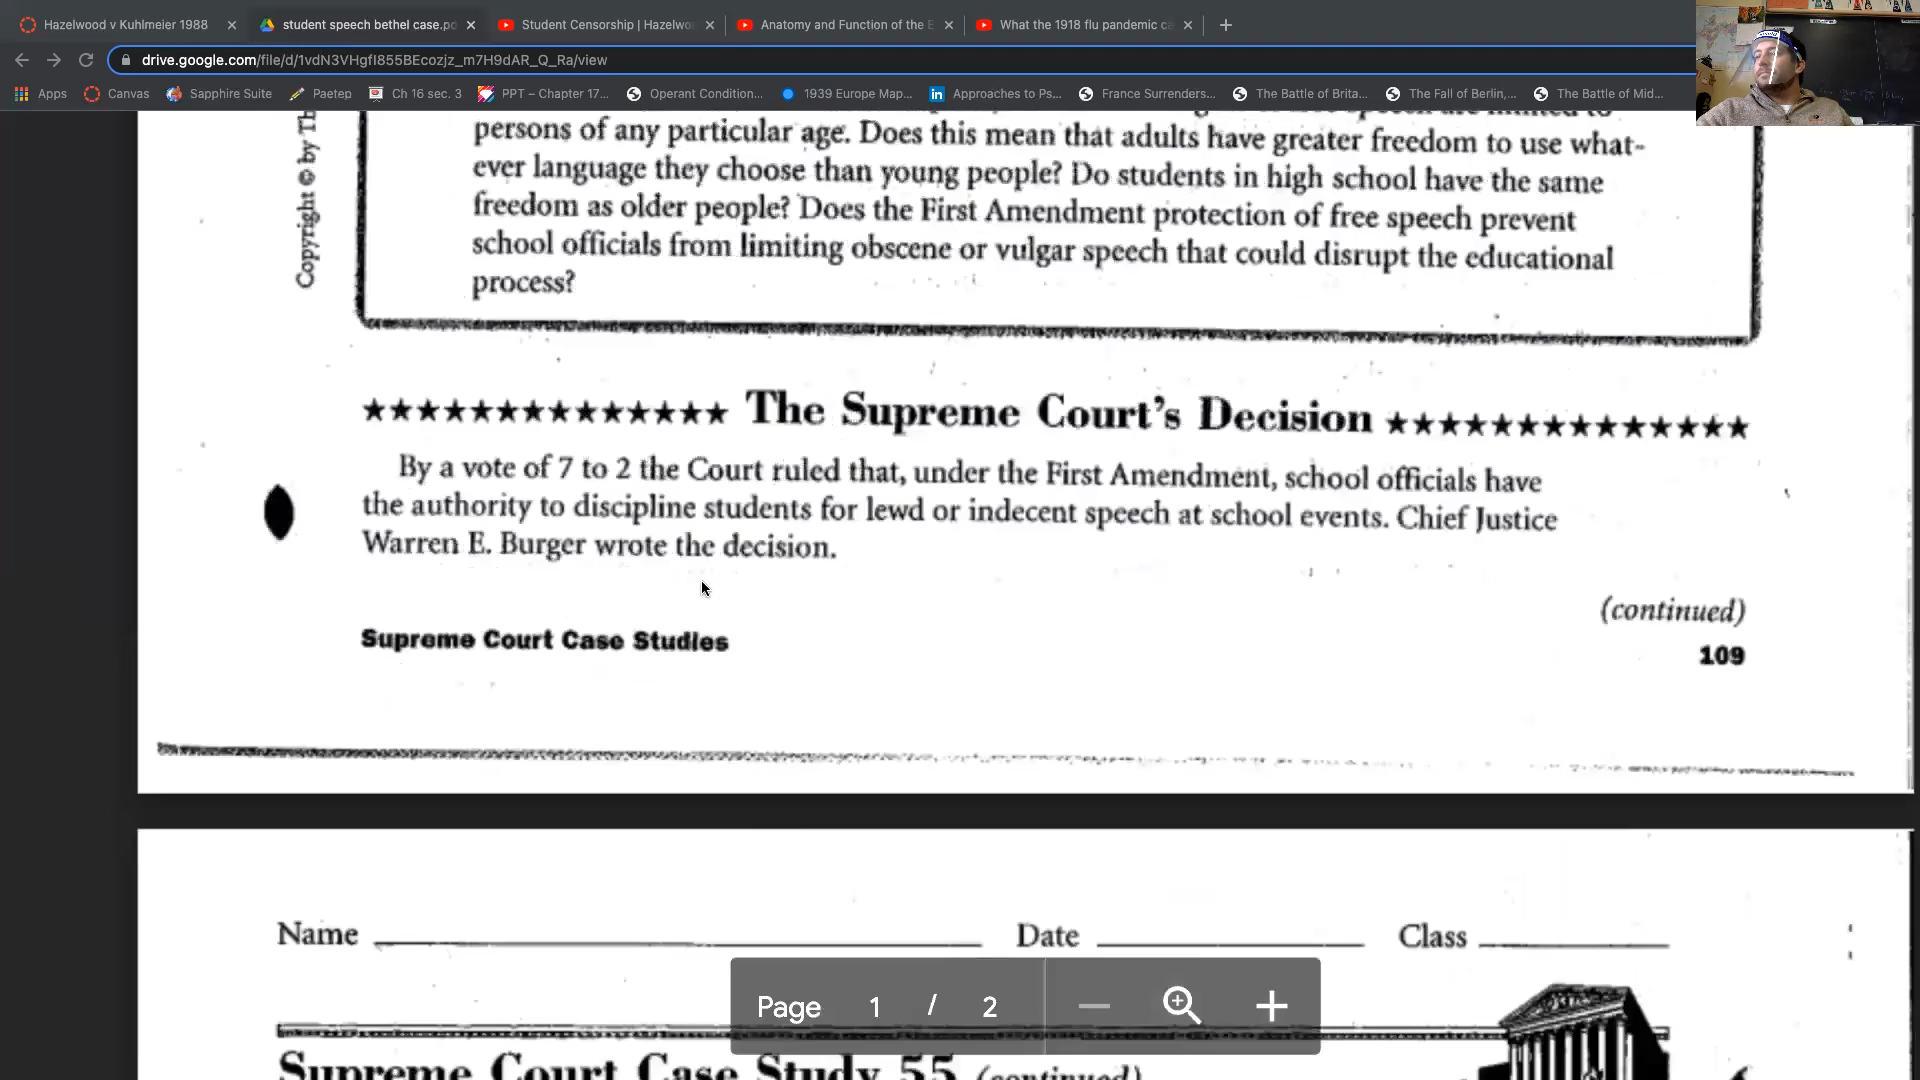 Hazelwood v Kuhlmeier 1988
student speech bethel case.pd
Student Censorship | Hazelwo
Anatomy and Function of the E
What the 1918 flu pandemic ca
drive.google.com/file/d/1vdN3VHgfI855BEcozjz_m7H9dAR_Q_Ra/view
Apps Canvas Sapphire Suite Paetep Ch 16 sec. 3 PPT – Chapter 17... Operant Condition... 1939 Europe Map... Approaches to Ps... France Surrenders... The Battle of Brita... The Fall of Berlin,... The Battle of Mid...
Copyright © by Th
persons of any particular age. Does this mean that adults have greater freedom to use what-
ever language they choose than young people? Do students in high school have the same
freedom as older people? Does the First Amendment protection of free speech prevent
school officials from limiting obscene or vulgar speech that could disrupt the educational
process?
★★★★★★★★★★★★★★ The Supreme Court's Decision ★★★★★★★★★★★★★★
By a vote of 7 to 2 the Court ruled that, under the First Amendment, school officials have
the authority to discipline students for lewd or indecent speech at school events. Chief Justice
Warren E. Burger wrote the decision.
(continued)
Supreme Court Case Studies
109
Name Date Class
Page 1 / 2
Supreme Court Case Study 55 (continued)